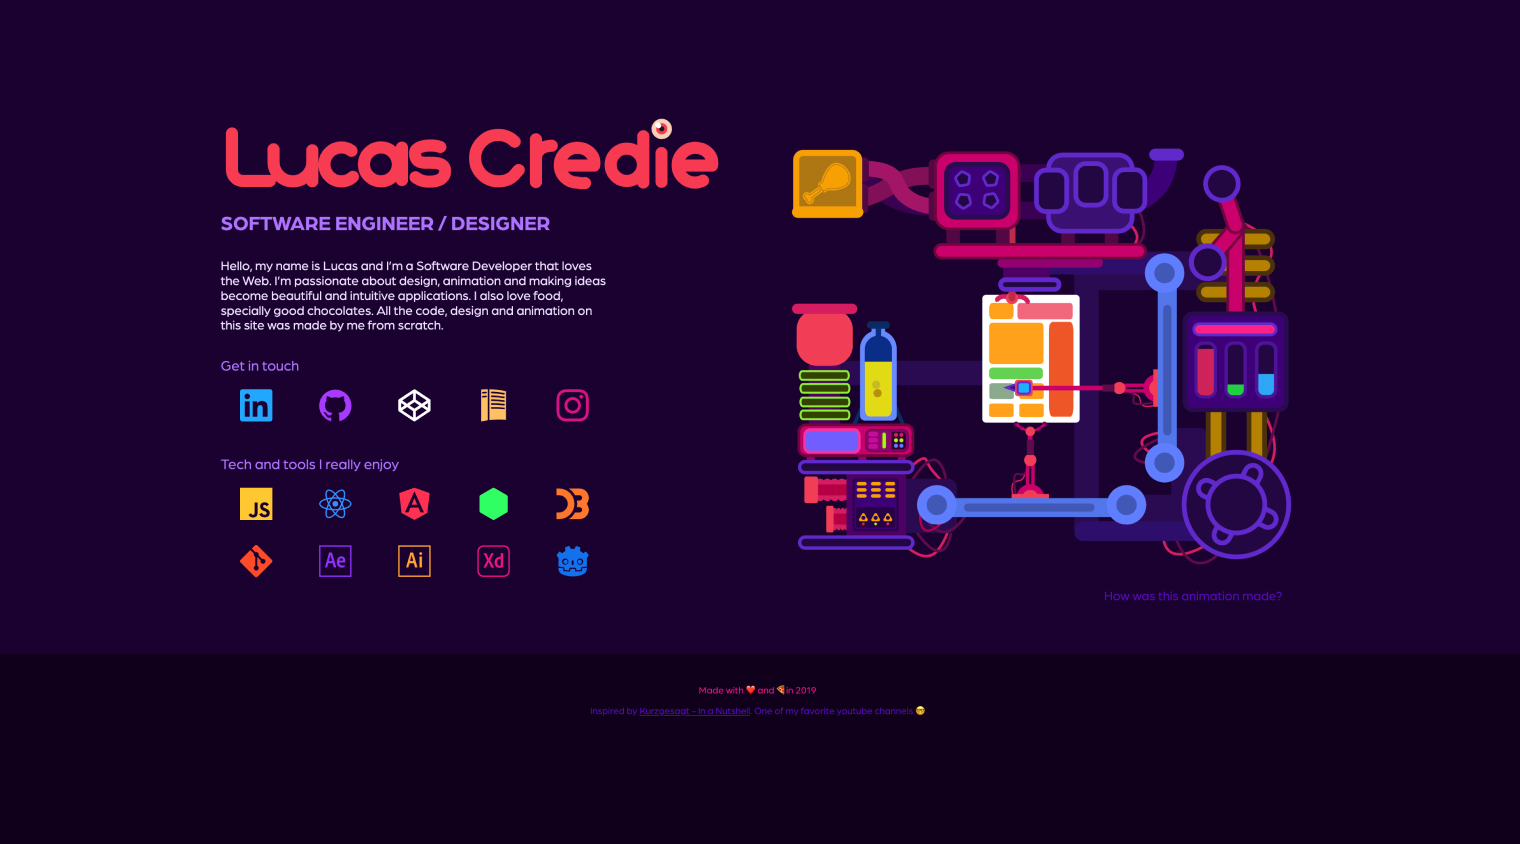 Lucas Credie
SOFTWARE ENGINEER / DESIGNER
Hello, my name is Lucas and I'm a Software Developer that loves
the Web. I'm passionate about design, animation and making ideas
become beautiful and intuitive applications. I also love food,
specially good chocolates. All the code, design and animation on
this site was made by me from scratch.
Get in touch
in
Tech and tools I really enjoy
JS
A
D3
Ae
Ai
Xd
How was this animation made?
Made with ❤️ and 🍕in 2019
Inspired by Kurzgesagt - In a Nutshell. One of my favorite youtube channels 🤓